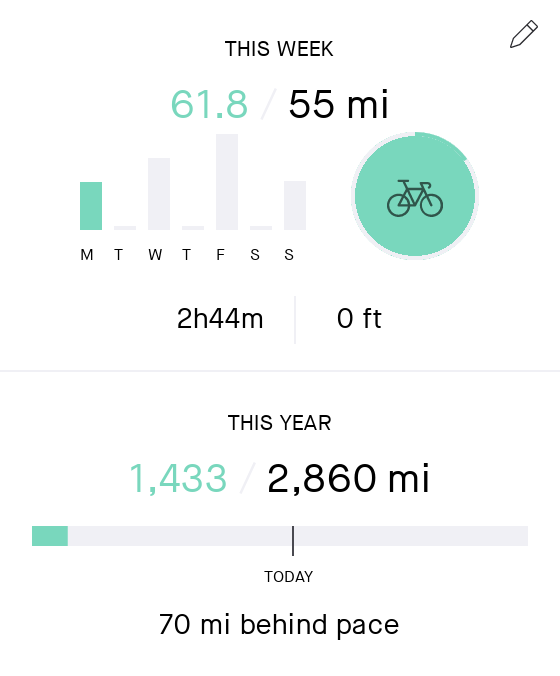 THIS WEEK
61.8 / 55 mi
M T W T F S S
2h44m 0 ft
THIS YEAR
1,433 / 2,860 mi
TODAY
70 mi behind pace